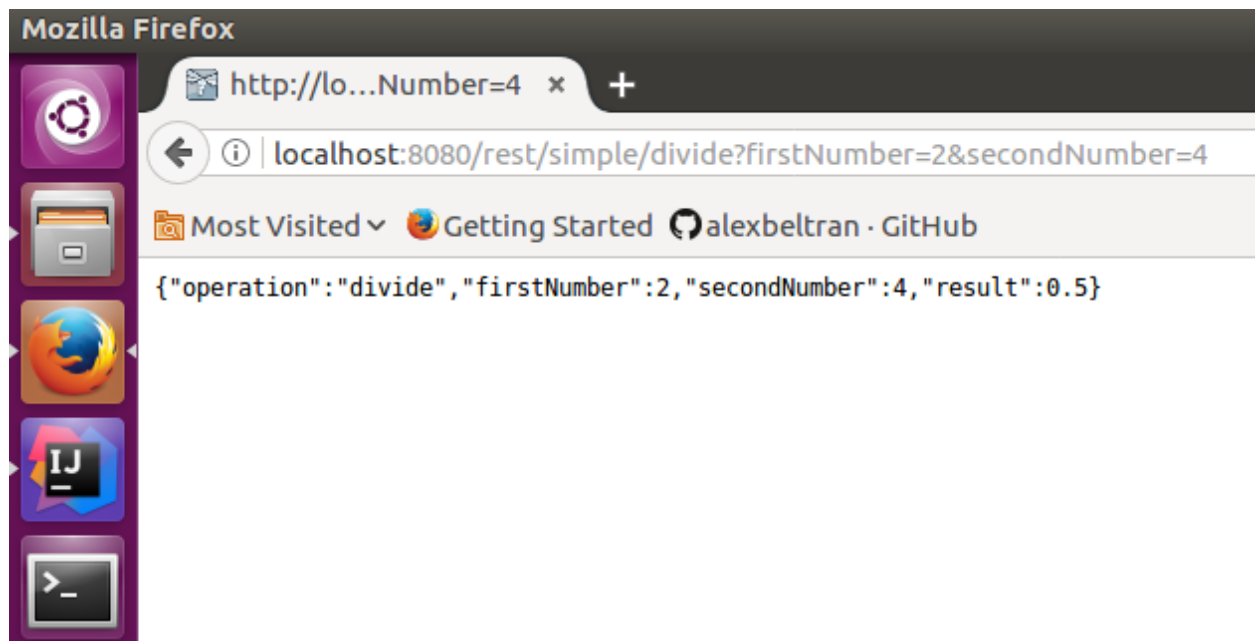 Mozilla Firefox
http://lo...Number=4 × +
localhost:8080/rest/simple/divide?firstNumber=2&secondNumber=4
Most Visited Getting Started alexbeltran · GitHub
{"operation":"divide","firstNumber":2,"secondNumber":4,"result":0.5}
IJ
>_